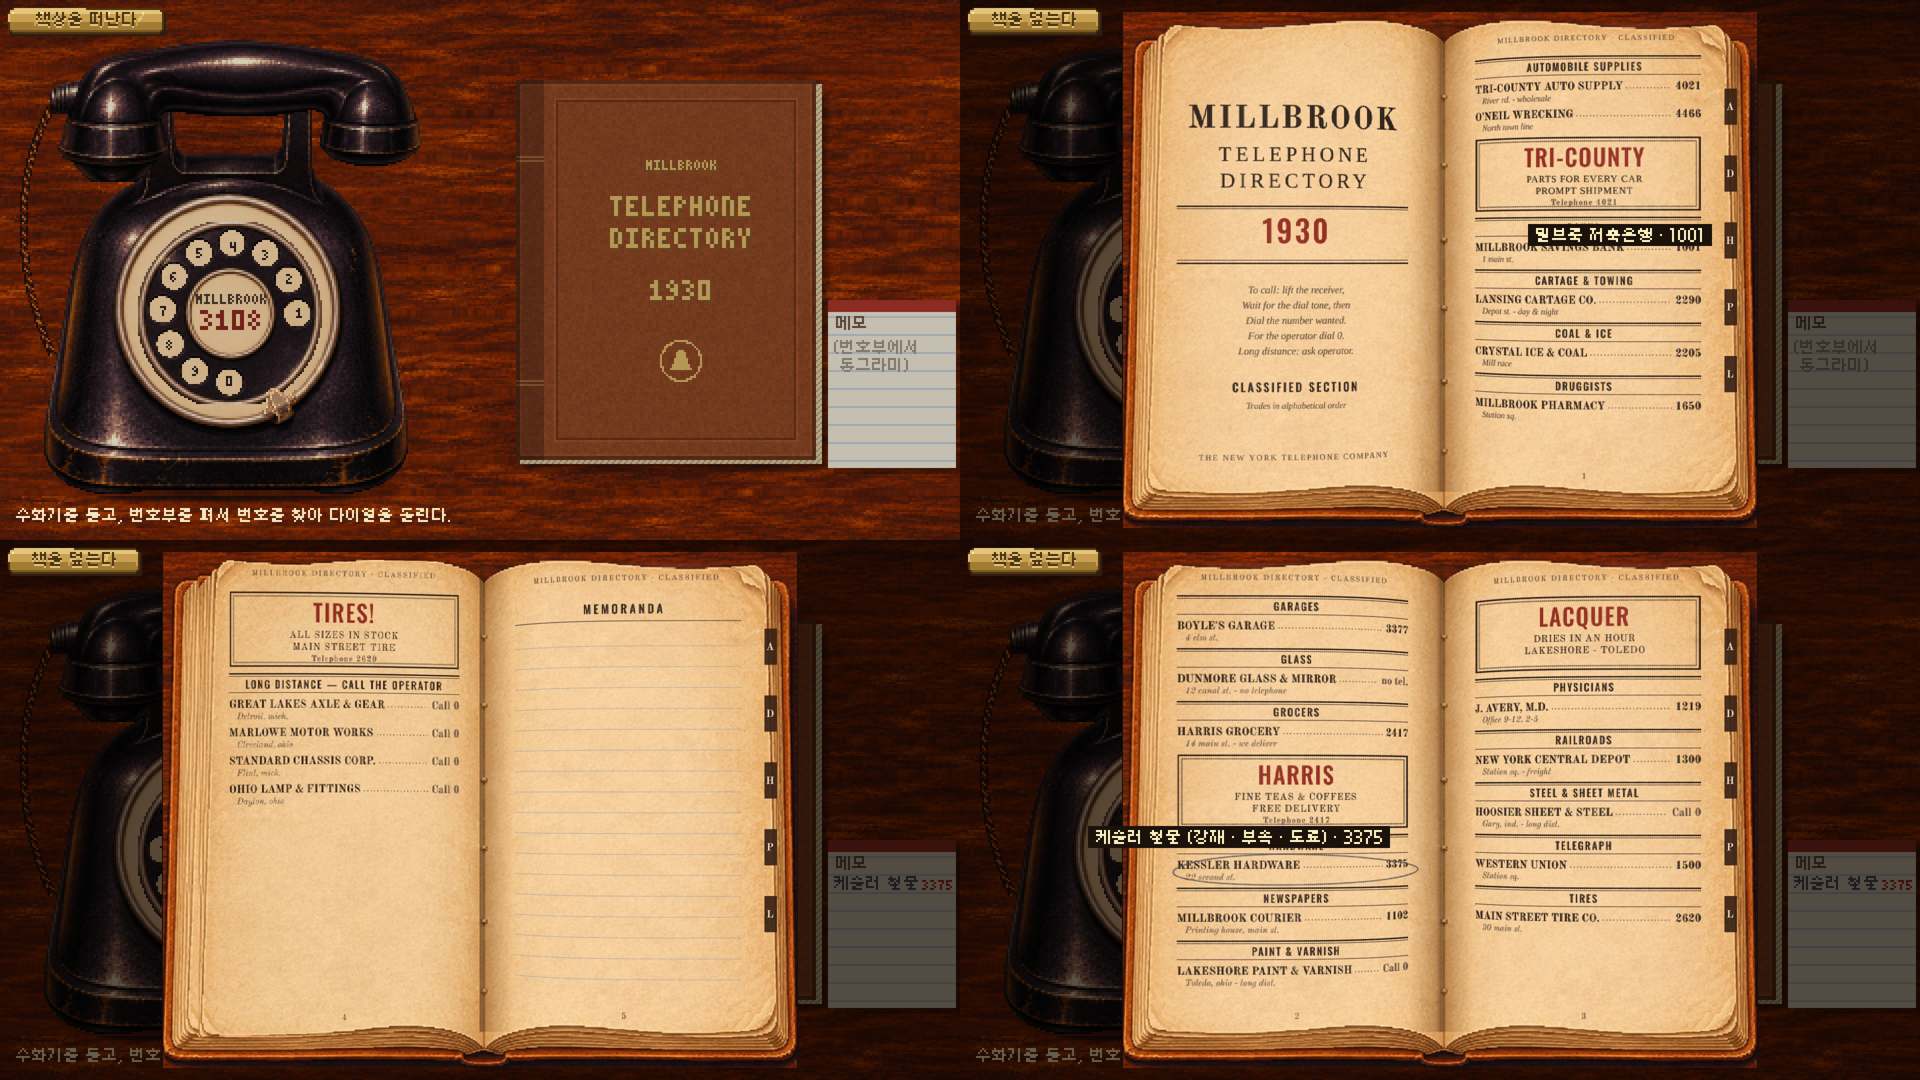 책상을 떠난다
5
4
3
6
2
7
1
8
9
0
MILLBROOK
3108
MILLBROOK
TELEPHONE
DIRECTORY
1930
메모
(번호부에서
동그라미)
수화기를 들고, 번호부를 펴서 번호를 찾아 다이얼을 돌린다.
책을 덮는다
MILLBROOK
TELEPHONE
DIRECTORY
1930
To call: lift the receiver,
Wait for the dial tone, then
Dial the number wanted.
For the operator dial 0.
Long distance: ask operator.
CLASSIFIED SECTION
Trades in alphabetical order
THE NEW YORK TELEPHONE COMPANY
MILLBROOK DIRECTORY · CLASSIFIED
AUTOMOBILE SUPPLIES
TRI-COUNTY AUTO SUPPLY 4021
River rd. - wholesale
O'NEIL WRECKING 4466
North town line
TRI-COUNTY
PARTS FOR EVERY CAR
PROMPT SHIPMENT
Telephone 4021
밀브룩 저축은행 · 1001
MILLBROOK SAVINGS BANK 1001
1 main st.
CARTAGE & TOWING
LANSING CARTAGE CO. 2290
Depot st. - day & night
COAL & ICE
CRYSTAL ICE & COAL 2205
Mill race
DRUGGISTS
MILLBROOK PHARMACY 1650
Station sq.
1
A
D
H
P
L
메모
(번호부에서
동그라미)
수화기를 들고, 번호
책을 덮는다
MILLBROOK DIRECTORY · CLASSIFIED
TIRES!
ALL SIZES IN STOCK
MAIN STREET TIRE
Telephone 2620
LONG DISTANCE — CALL THE OPERATOR
GREAT LAKES AXLE & GEAR Call 0
Detroit, mich.
MARLOWE MOTOR WORKS Call 0
Cleveland, ohio
STANDARD CHASSIS CORP. Call 0
Flint, mich.
OHIO LAMP & FITTINGS Call 0
Dayton, ohio
4
MILLBROOK DIRECTORY · CLASSIFIED
MEMORANDA
5
A
D
H
P
L
메모
케슬러 철물 3375
수화기를 들고, 번호
책을 덮는다
MILLBROOK DIRECTORY · CLASSIFIED
GARAGES
BOYLE'S GARAGE 3377
4 elm st.
GLASS
DUNMORE GLASS & MIRROR no tel.
12 canal st. - no telephone
GROCERS
HARRIS GROCERY 2417
14 main st. - we deliver
HARRIS
FINE TEAS & COFFEES
FREE DELIVERY
Telephone 2417
케슬러 철물 (강재 · 부속 · 도료) · 3375
KESSLER HARDWARE 3375
22 second st.
NEWSPAPERS
MILLBROOK COURIER 1102
Printing house, main st.
PAINT & VARNISH
LAKESHORE PAINT & VARNISH Call 0
Toledo, ohio - long dist.
2
MILLBROOK DIRECTORY · CLASSIFIED
LACQUER
DRIES IN AN HOUR
LAKESHORE - TOLEDO
PHYSICIANS
J. AVERY, M.D. 1219
Office 9-12, 2-5
RAILROADS
NEW YORK CENTRAL DEPOT 1300
Station sq. - freight
STEEL & SHEET METAL
HOOSIER SHEET & STEEL Call 0
Gary, ind. - long dist.
TELEGRAPH
WESTERN UNION 1500
Station sq.
TIRES
MAIN STREET TIRE CO. 2620
30 main st.
3
A
D
H
P
L
메모
케슬러 철물 3375
수화기를 들고, 번호